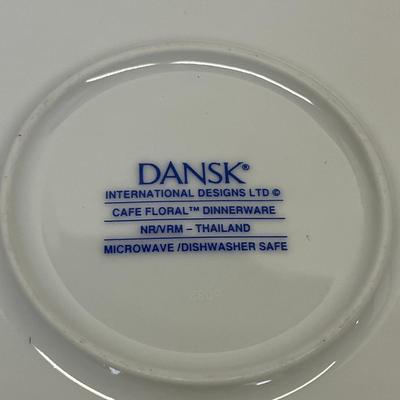 DANSK®
INTERNATIONAL DESIGNS LTD ©
CAFE FLORAL™ DINNERWARE
NR/VRM – THAILAND
MICROWAVE /DISHWASHER SAFE